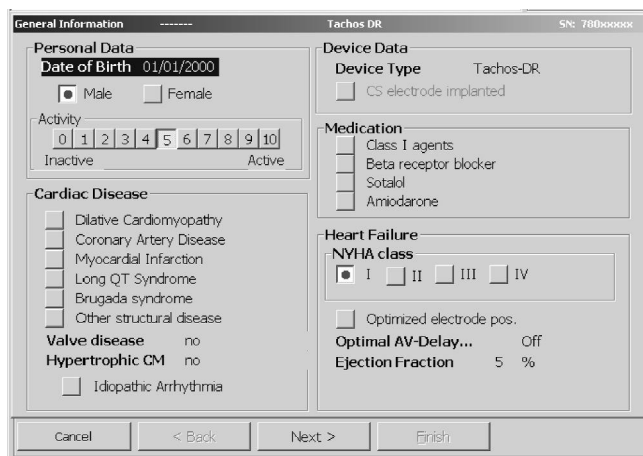 General Information ------- Tachos DR SN: 780xxxxx
Personal Data
Date of Birth 01/01/2000
Male Female
Activity
0 1 2 3 4 5 6 7 8 9 10
Inactive Active
Cardiac Disease
Dilative Cardiomyopathy
Coronary Artery Disease
Myocardial Infarction
Long QT Syndrome
Brugada syndrome
Other structural disease
Valve disease no
Hypertrophic CM no
Idiopathic Arrhythmia
Device Data
Device Type Tachos-DR
CS electrode implanted
Medication
Class I agents
Beta receptor blocker
Sotalol
Amiodarone
Heart Failure
NYHA class
I II III IV
Optimized electrode pos.
Optimal AV-Delay... Off
Ejection Fraction 5 %
Cancel < Back Next > Finish